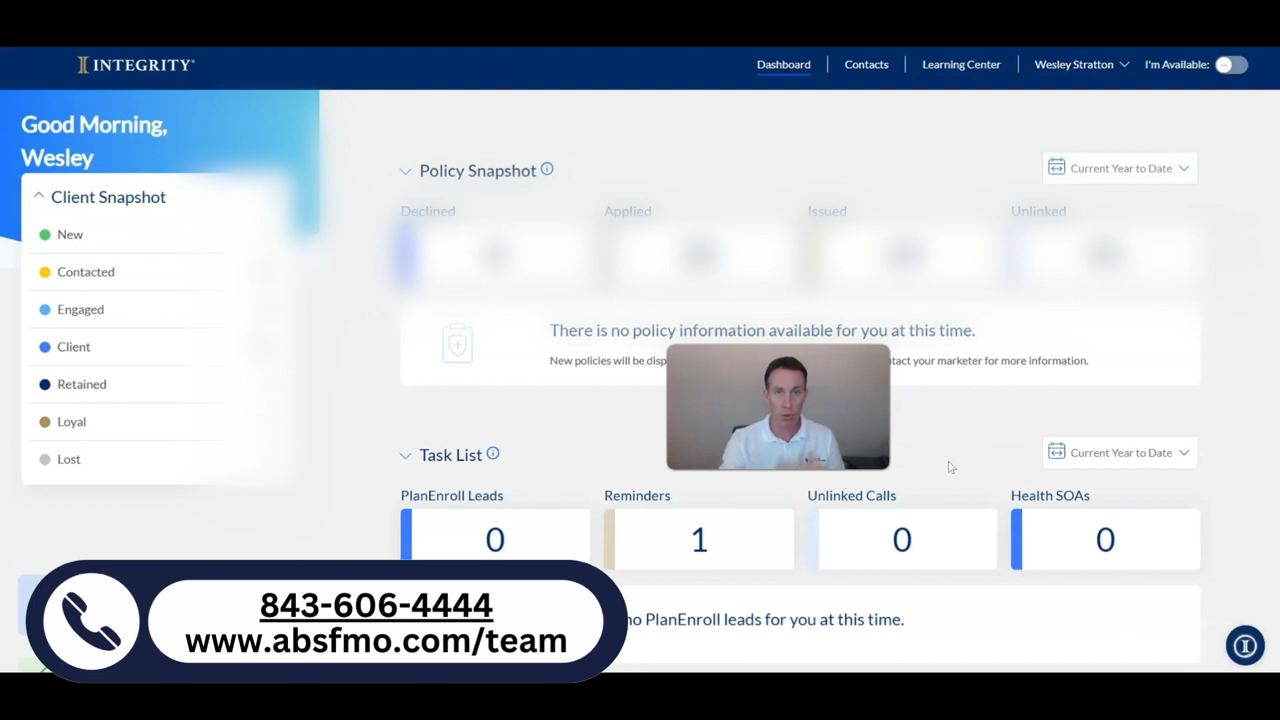 INTEGRITY
Dashboard
Contacts
Learning Center
Wesley Stratton
I'm Available:
Good Morning,
Wesley
Client Snapshot
New
Contacted
Engaged
Client
Retained
Loyal
Lost
Policy Snapshot
Current Year to Date
Declined
Applied
Issued
Unlinked
There is no policy information available for you at this time.
New policies will be
tact your marketer for more information.
Task List
Current Year to Date
PlanEnroll Leads
Reminders
Unlinked Calls
Health SOAs
0
1
0
0
no PlanEnroll leads for you at this time.
843-606-4444
www.absfmo.com/team